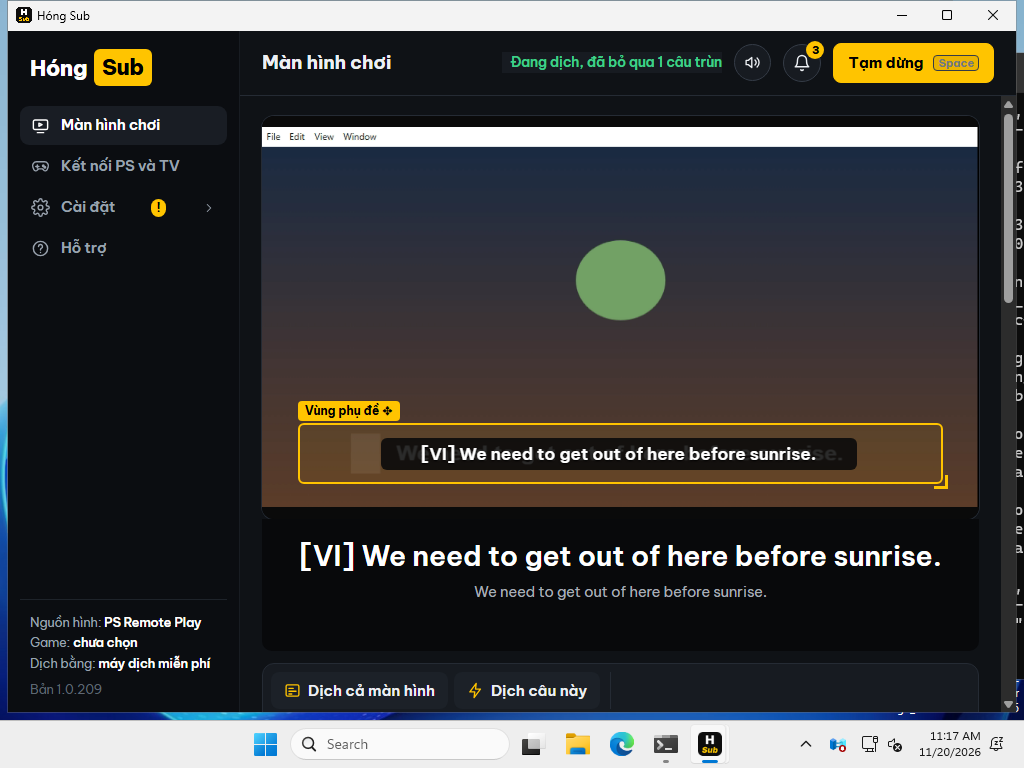 Hóng Sub
Hóng Sub
Màn hình chơi
Kết nối PS và TV
Cài đặt !
Hỗ trợ
Nguồn hình: PS Remote Play
Game: chưa chọn
Dịch bằng: máy dịch miễn phí
Bản 1.0.209
Màn hình chơi
Đang dịch, đã bỏ qua 1 câu trùn
3
Tạm dừng Space
File Edit View Window
Vùng phụ đề
[VI] We need to get out of here before sunrise.
[VI] We need to get out of here before sunrise.
We need to get out of here before sunrise.
Dịch cả màn hình
Dịch câu này
Search
11:17 AM
11/20/2026